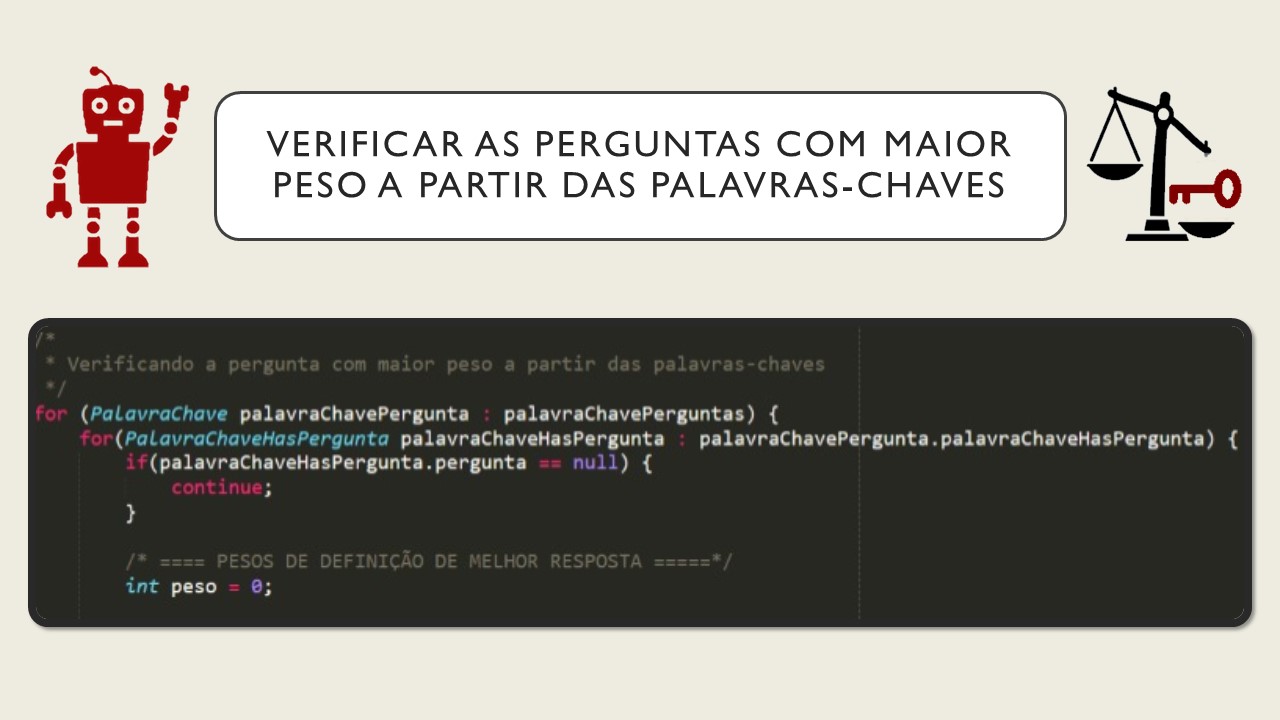 VERIFICAR AS PERGUNTAS COM MAIOR
PESO A PARTIR DAS PALAVRAS-CHAVES
/*
* Verificando a pergunta com maior peso a partir das palavras-chaves
*/
for (PalavraChave palavraChavePergunta : palavraChavePerguntas) {
for(PalavraChaveHasPergunta palavraChaveHasPergunta : palavraChavePergunta.palavraChaveHasPergunta) {
if(palavraChaveHasPergunta.pergunta == null) {
continue;
}
/* ==== PESOS DE DEFINIÇÃO DE MELHOR RESPOSTA =====*/
int peso = 0;